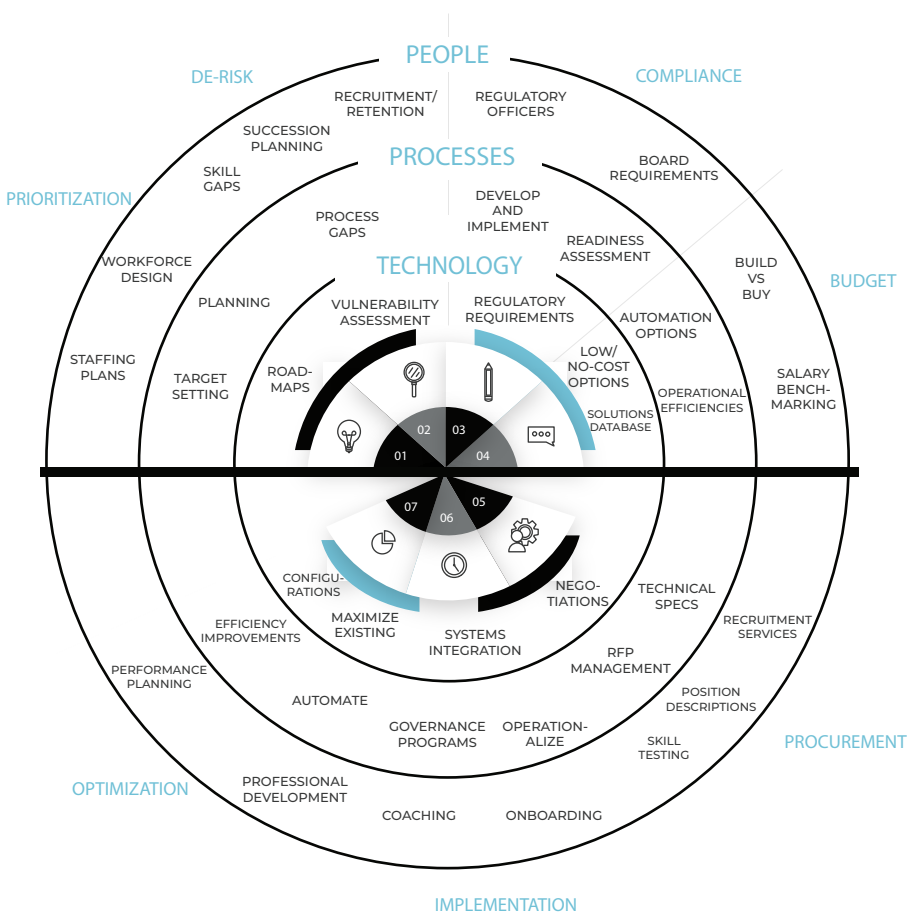 PEOPLE
DE-RISK
COMPLIANCE
RECRUITMENT/
RETENTION
REGULATORY
OFFICERS
SUCCESSION
PLANNING
PROCESSES
BOARD
REQUIREMENTS
SKILL
GAPS
PRIORITIZATION
DEVELOP
AND
IMPLEMENT
PROCESS
GAPS
READINESS
ASSESSMENT
WORKFORCE
DESIGN
TECHNOLOGY
BUILD
VS
BUY
BUDGET
PLANNING
VULNERABILITY
ASSESSMENT
REGULATORY
REQUIREMENTS
AUTOMATION
OPTIONS
STAFFING
PLANS
TARGET
SETTING
ROAD-
MAPS
LOW/
NO-COST
OPTIONS
OPERATIONAL
EFFICIENCIES
SALARY
BENCH-
MARKING
SOLUTIONS
DATABASE
02
03
01
04
07
06
05
CONFIGU-
RATIONS
NEGO-
TIATIONS
TECHNICAL
SPECS
EFFICIENCY
IMPROVEMENTS
MAXIMIZE
EXISTING
SYSTEMS
INTEGRATION
RECRUITMENT
SERVICES
RFP
MANAGEMENT
PERFORMANCE
PLANNING
AUTOMATE
POSITION
DESCRIPTIONS
GOVERNANCE
PROGRAMS
OPERATION-
ALIZE
SKILL
TESTING
PROCUREMENT
OPTIMIZATION
PROFESSIONAL
DEVELOPMENT
COACHING
ONBOARDING
IMPLEMENTATION